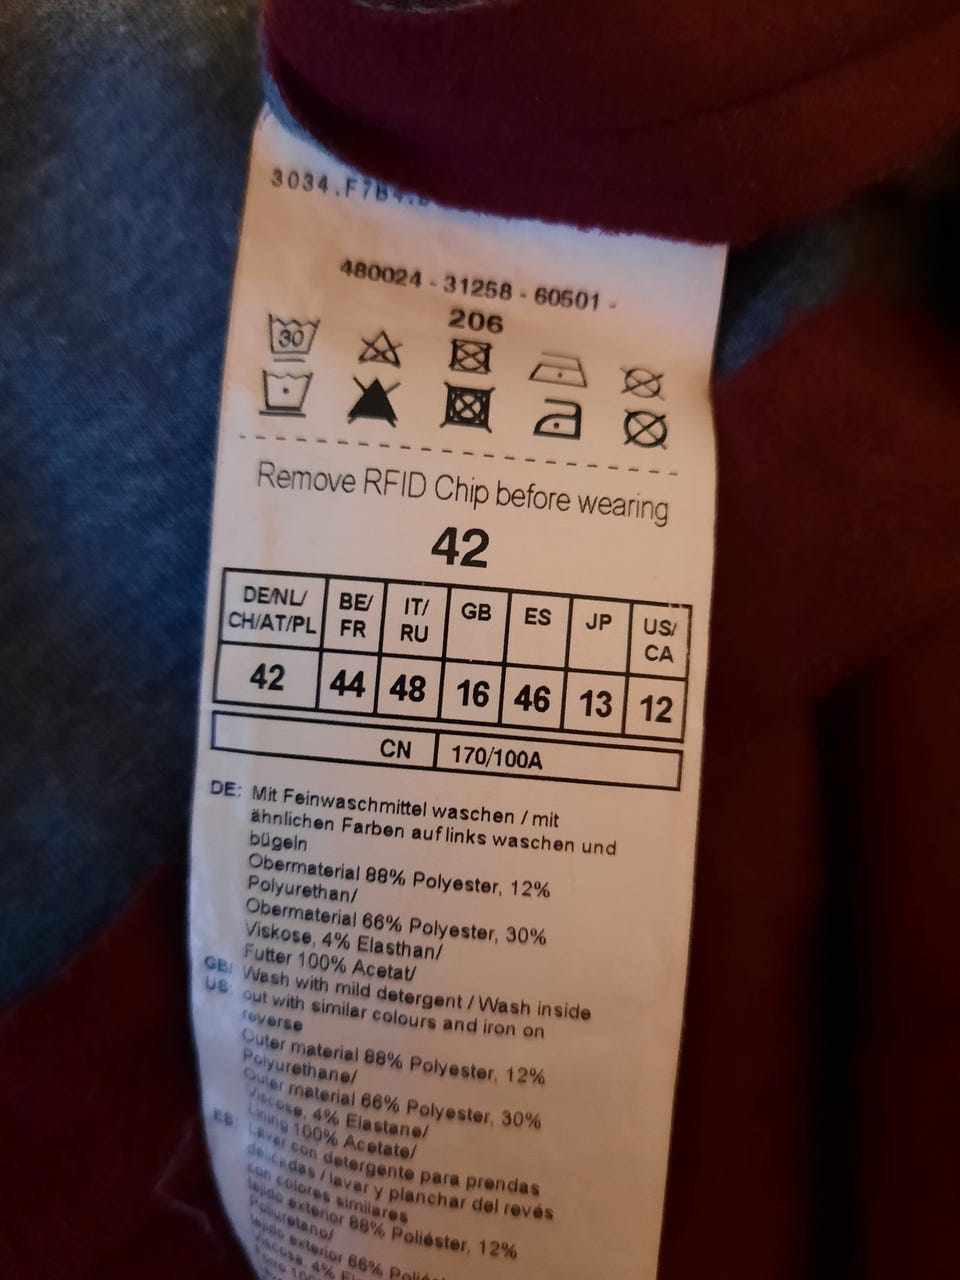 3034.F7B4.
480024 - 31258 - 60501 -
206
30
Remove RFID Chip before wearing
42
DE/NL/ CH/AT/PL BE/ FR IT/ RU GB ES JP US/ CA
42 44 48 16 46 13 12
CN 170/100A
DE: Mit Feinwaschmittel waschen / mit
ähnlichen Farben auf links waschen und
bügeln
Obermaterial 88% Polyester, 12%
Polyurethan/
Obermaterial 66% Polyester, 30%
Viskose, 4% Elasthan/
Futter 100% Acetat/
GB/ Wash with mild detergent / Wash inside
US: out with similar colours and iron on
reverse
Outer material 88% Polyester, 12%
Polyurethane/
Outer material 66% Polyester, 30%
Viscose, 4% Elastane/
Lining 100% Acetate/
ES: Lavar con detergente para prendas
delicadas / lavar y planchar del revés
con colores similares
tejido exterior 88% Poliéster, 12%
Poliuretano/
tejido exterior 66%
Viscosa, 4%